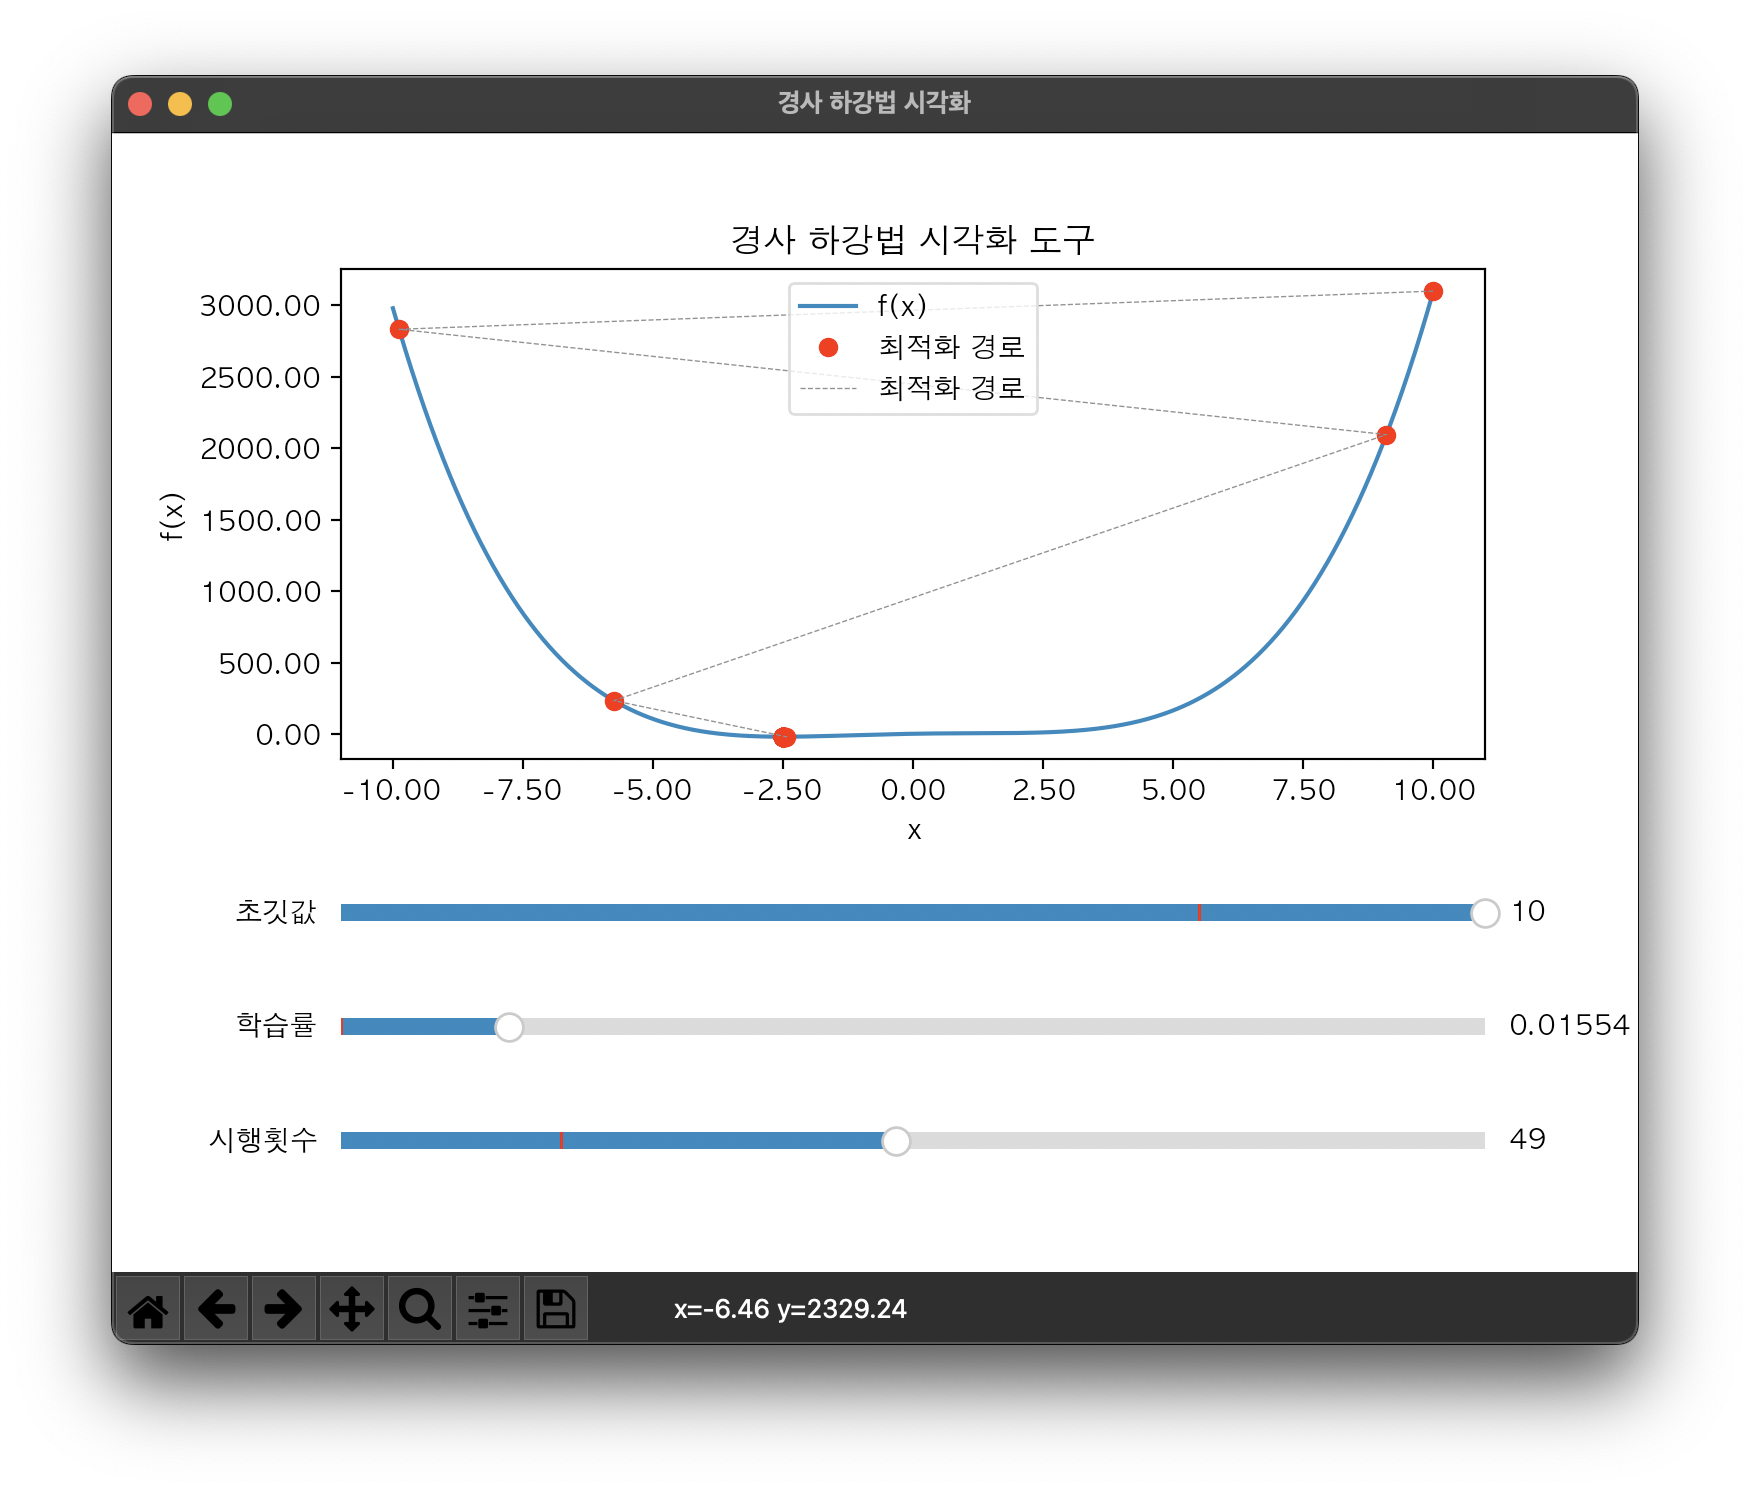 경사 하강법 시각화
경사 하강법 시각화 도구
f(x)
최적화 경로
최적화 경로
3000.00
2500.00
2000.00
1500.00
1000.00
500.00
0.00
f(x)
-10.00 -7.50 -5.00 -2.50 0.00 2.50 5.00 7.50 10.00
x
초깃값 10
학습률 0.01554
시행횟수 49
x=-6.46 y=2329.24